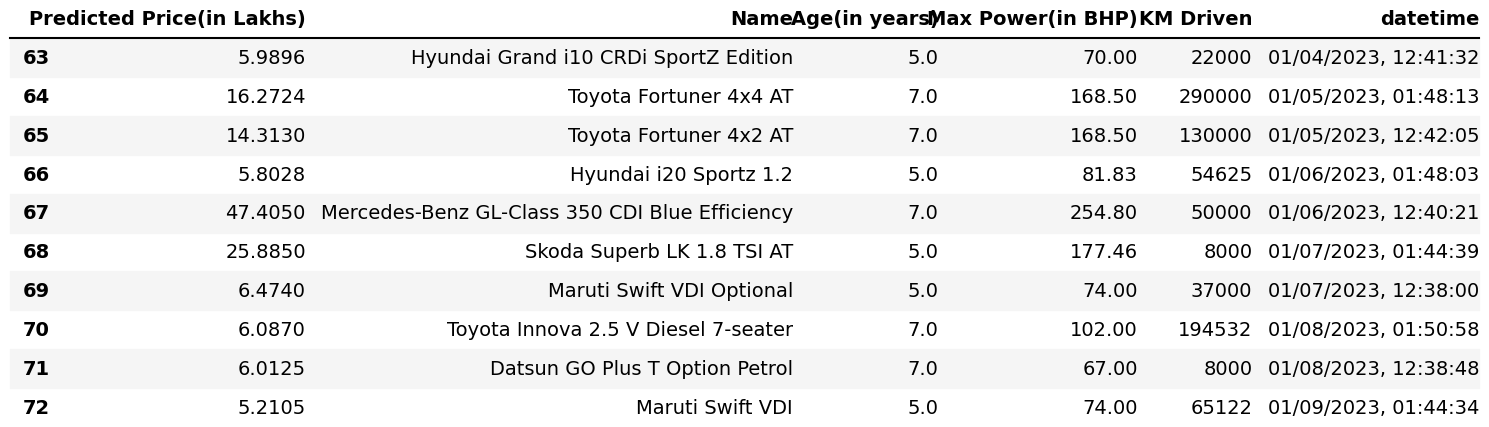 Predicted Price(in Lakhs) Name Age(in years) Max Power(in BHP) KM Driven datetime
63 5.9896 Hyundai Grand i10 CRDi SportZ Edition 5.0 70.00 22000 01/04/2023, 12:41:32
64 16.2724 Toyota Fortuner 4x4 AT 7.0 168.50 290000 01/05/2023, 01:48:13
65 14.3130 Toyota Fortuner 4x2 AT 7.0 168.50 130000 01/05/2023, 12:42:05
66 5.8028 Hyundai i20 Sportz 1.2 5.0 81.83 54625 01/06/2023, 01:48:03
67 47.4050 Mercedes-Benz GL-Class 350 CDI Blue Efficiency 7.0 254.80 50000 01/06/2023, 12:40:21
68 25.8850 Skoda Superb LK 1.8 TSI AT 5.0 177.46 8000 01/07/2023, 01:44:39
69 6.4740 Maruti Swift VDI Optional 5.0 74.00 37000 01/07/2023, 12:38:00
70 6.0870 Toyota Innova 2.5 V Diesel 7-seater 7.0 102.00 194532 01/08/2023, 01:50:58
71 6.0125 Datsun GO Plus T Option Petrol 7.0 67.00 8000 01/08/2023, 12:38:48
72 5.2105 Maruti Swift VDI 5.0 74.00 65122 01/09/2023, 01:44:34